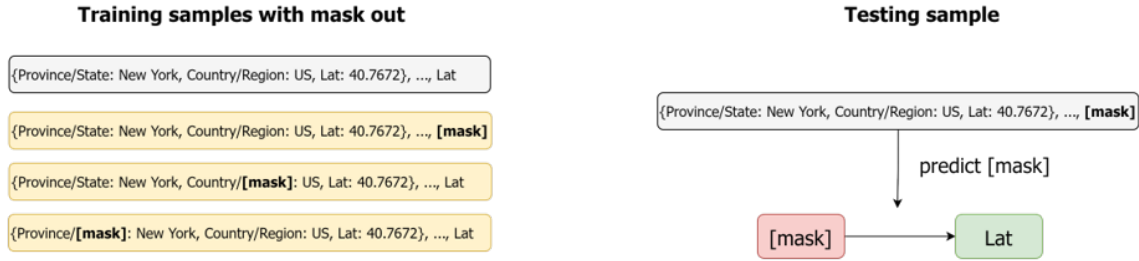 Training samples with mask out
{Province/State: New York, Country/Region: US, Lat: 40.7672}, ..., Lat
{Province/State: New York, Country/Region: US, Lat: 40.7672}, ..., [mask]
{Province/State: New York, Country/[mask]: US, Lat: 40.7672}, ..., Lat
{Province/[mask]: New York, Country/Region: US, Lat: 40.7672}, ..., Lat
Testing sample
{Province/State: New York, Country/Region: US, Lat: 40.7672}, ..., [mask]
predict [mask]
[mask]
Lat